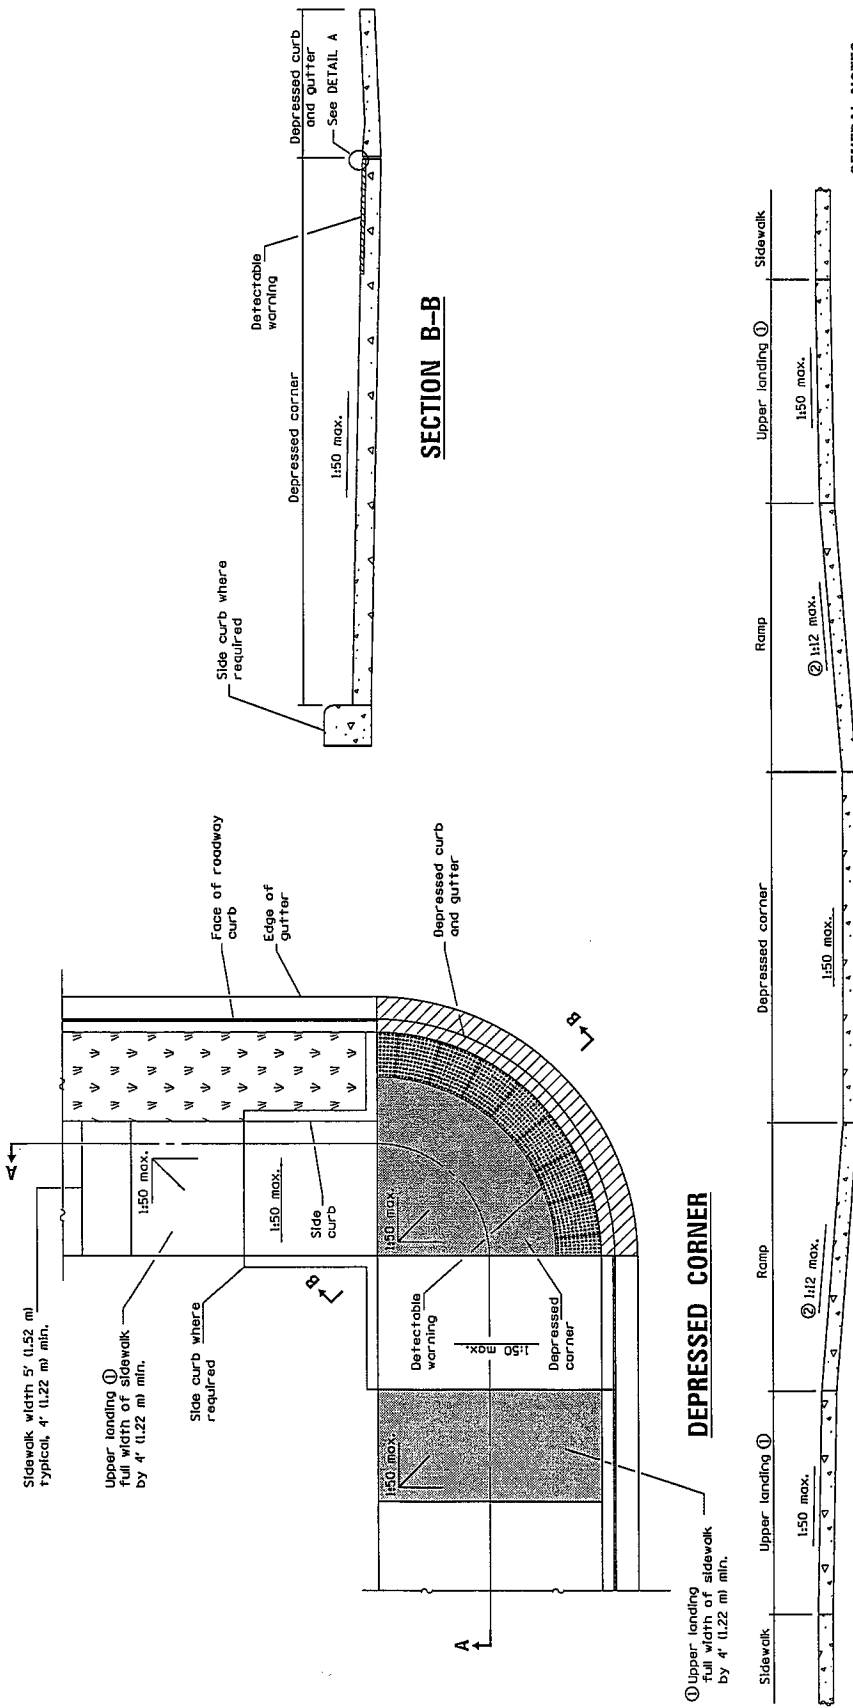 Sidewalk width 5' (1.52 m)
typical, 4' (1.22 m) min.
Upper landing ①
full width of sidewalk
by 4' (1.22 m) min.
Side curb where
required
A
1:50 max.
1:50 max.
Side
curb
B
1:50 max.
Face of roadway
curb
Edge of
gutter
Depressed curb
and gutter
B
Detectable
warning
1:50 max.
Depressed
corner
1:50 max.
A
① Upper landing
full width of sidewalk
by 4' (1.22 m) min.
DEPRESSED CORNER
Side curb where
required
Depressed corner
1:50 max.
Detectable
warning
Depressed curb
and gutter
See DETAIL A
SECTION B-B
Sidewalk
Upper landing ①
Ramp
Depressed corner
Ramp
Upper landing ①
Sidewalk
1:50 max.
② 1:12 max.
1:50 max.
② 1:12 max.
1:50 max.